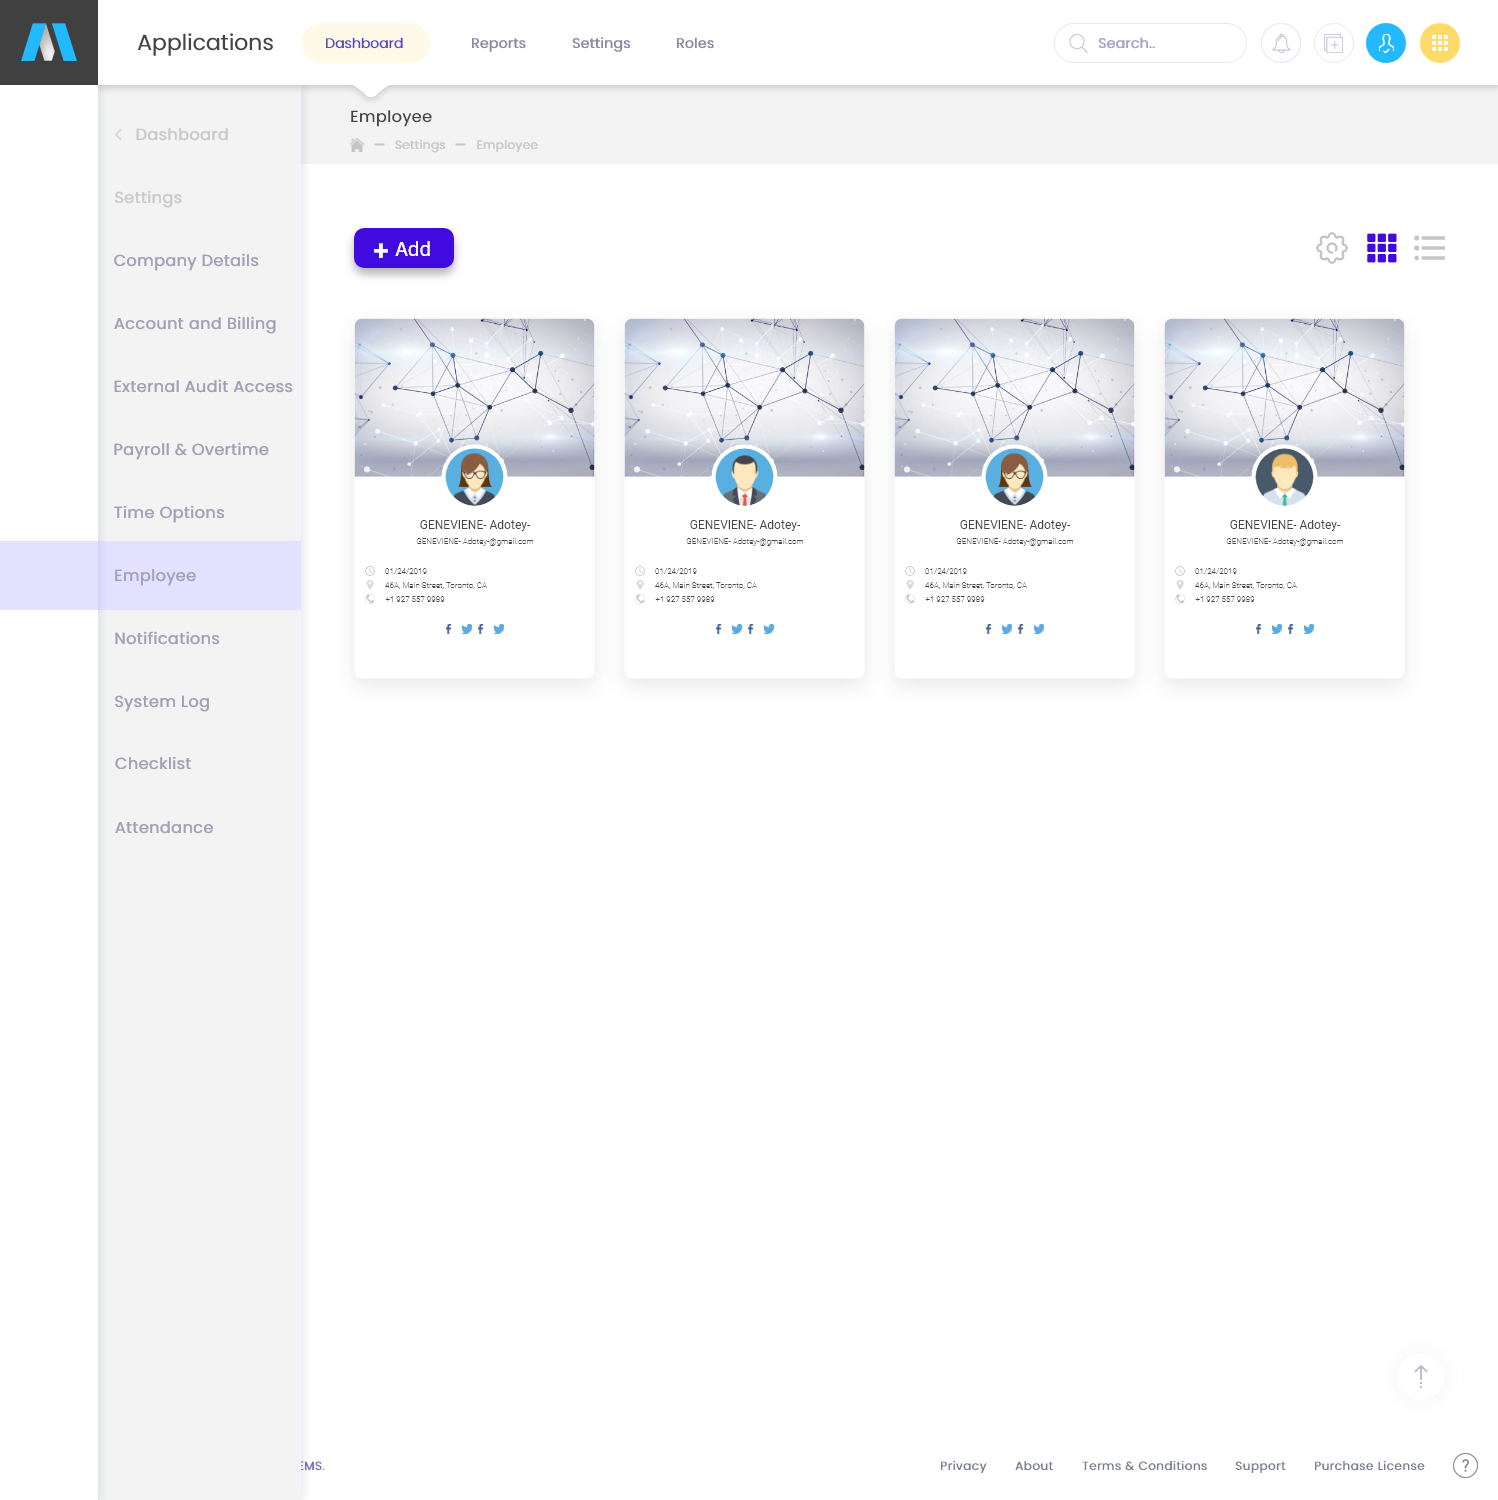 Applications
Dashboard
Reports
Settings
Roles
Search..
Dashboard
Settings
Company Details
Account and Billing
External Audit Access
Payroll & Overtime
Time Options
Employee
Notifications
System Log
Checklist
Attendance
Employee
Settings
Employee
+ Add
GENEVIENE- Adotey-
GENEVIENE- Adotey-@gmail.com
01/24/2019
46A, Main Street, Toronto, CA
+1 927 557 9989
GENEVIENE- Adotey-
GENEVIENE- Adotey-@gmail.com
01/24/2019
46A, Main Street, Toronto, CA
+1 927 557 9989
GENEVIENE- Adotey-
GENEVIENE- Adotey-@gmail.com
01/24/2019
46A, Main Street, Toronto, CA
+1 927 557 9989
GENEVIENE- Adotey-
GENEVIENE- Adotey-@gmail.com
01/24/2019
46A, Main Street, Toronto, CA
+1 927 557 9989
EMS.
Privacy
About
Terms & Conditions
Support
Purchase License
?